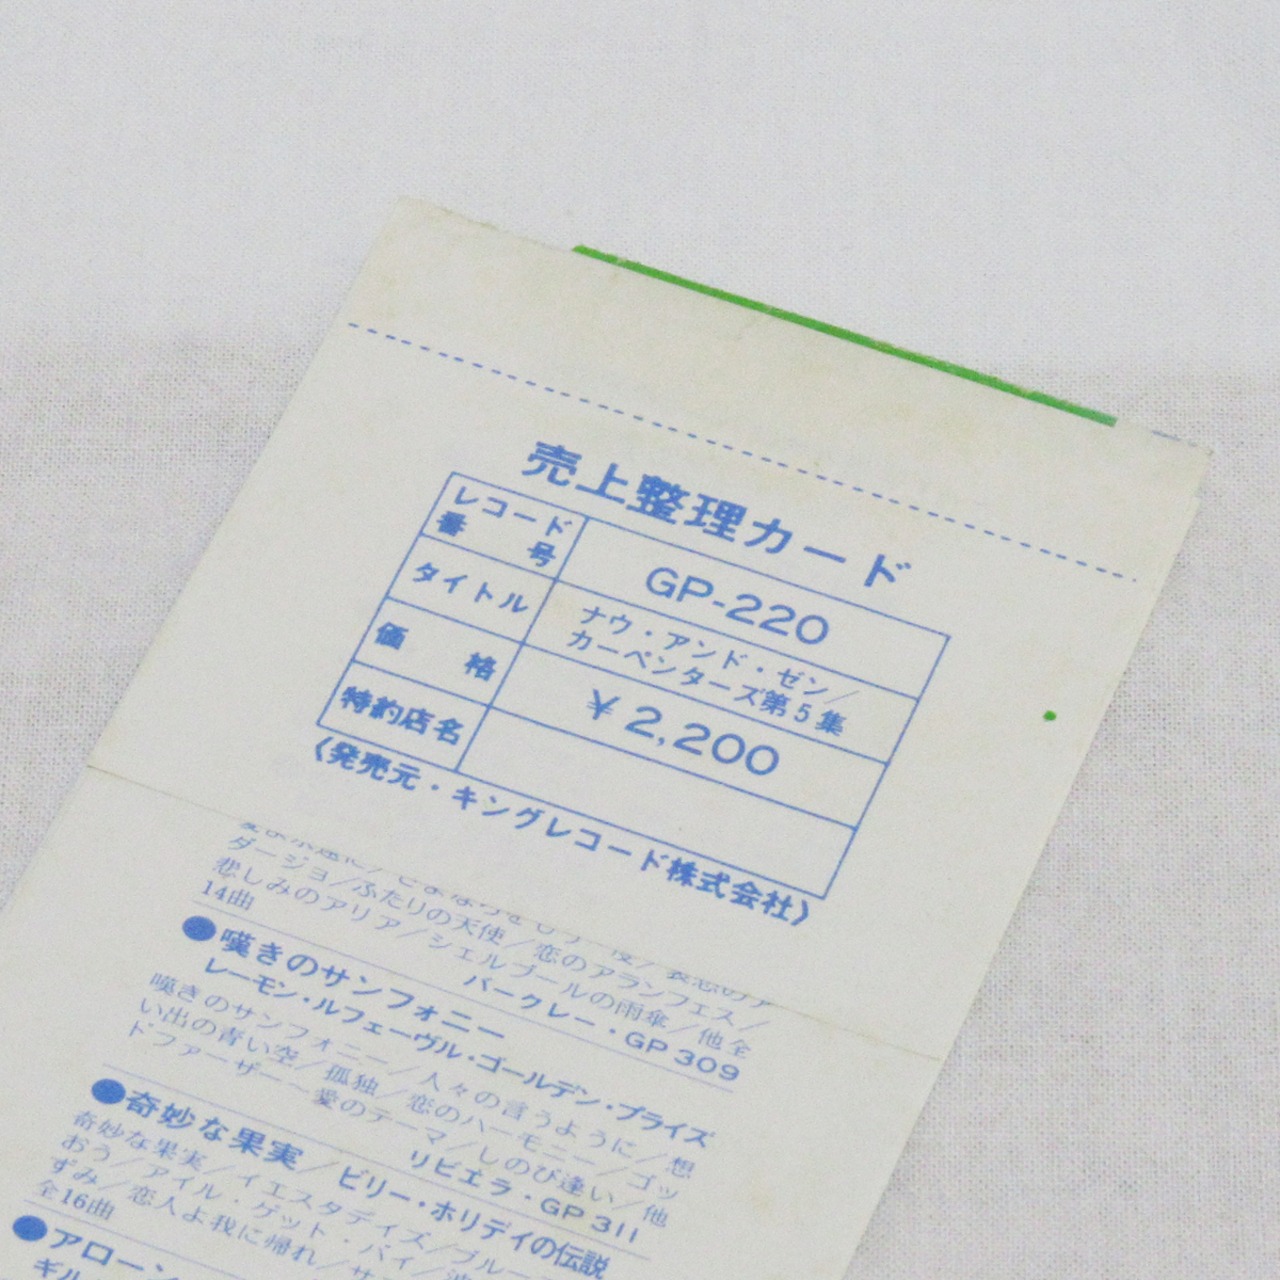 売上整理カード
レコード番号 GP-220
タイトル ナウ・アンド・ゼン／
カーペンターズ第5集
価格 ¥2,200
特約店名
〈発売元・キングレコード株式会社〉
ダージョ／ふたりの天使／恋のアランフェス／
悲しみのアリア／シェルブールの雨傘／他全
14曲
バークレー・GP 309
●嘆きのサンフォニー
レーモン・ルフェーヴル・ゴールデン・プライズ
嘆きのサンフォニー／人々の言うように／想
い出の青い空／孤独／恋のハーモニー／ゴッ
ドファーザー～愛のテーマ／しのび逢い／他
リビエラ・GP 311
●奇妙な果実／ビリー・ホリデイの伝説
奇妙な果実／イエスタデイズ／ブルー
おう／アイル・ゲット・バイ／
ずみ／恋人よ我に帰れ／
全16曲
●アローン
ギル